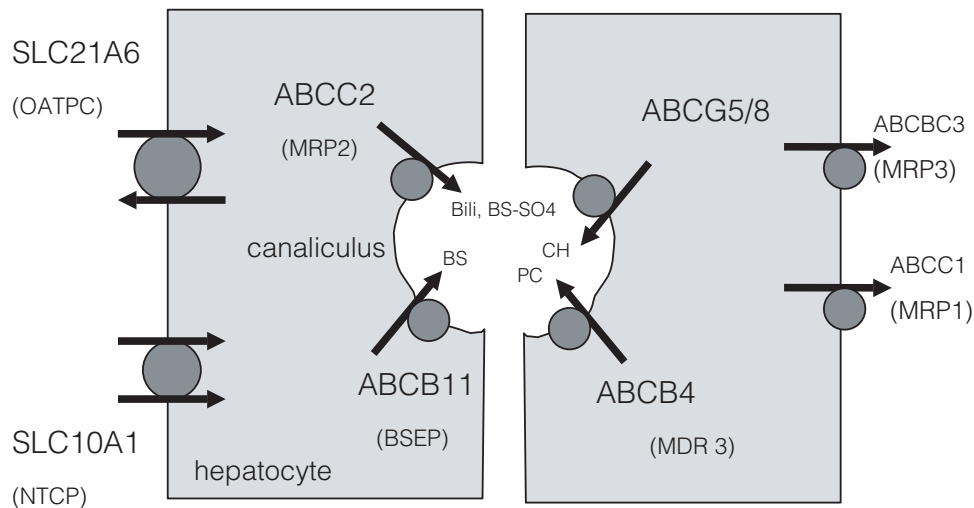 SLC21A6
(OATPC)
ABCC2
(MRP2)
ABCG5/8
ABCBC3
(MRP3)
Bili, BS-SO4
canaliculus
BS
CH
PC
ABCC1
(MRP1)
ABCB11
(BSEP)
ABCB4
(MDR 3)
SLC10A1
(NTCP)
hepatocyte